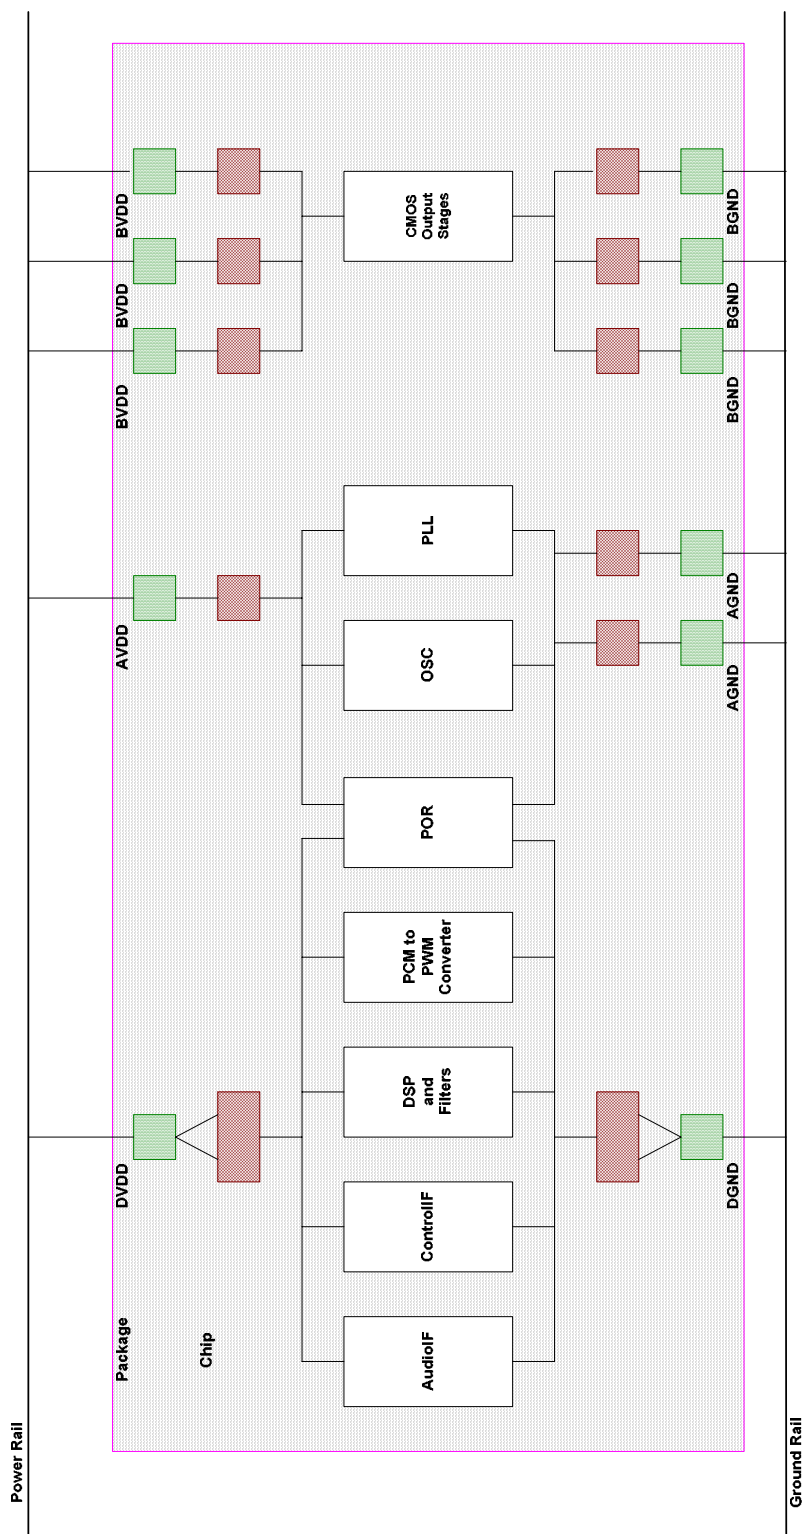 Power Rail
Package
Chip
DVDD
AVDD
BVDD
BVDD
BVDD
AudioIF
ControlIF
DSP
and
Filters
PCM to
PWM
Converter
POR
OSC
PLL
CMOS
Output
Stages
DGND
AGND
AGND
BGND
BGND
BGND
Ground Rail